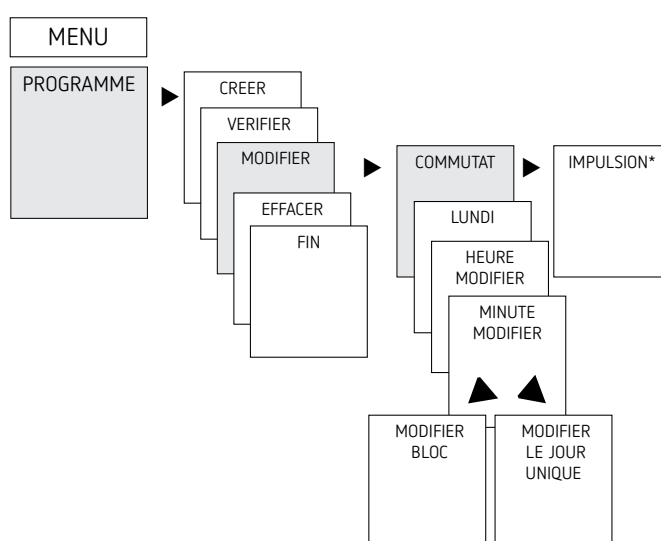 MENU
PROGRAMME
CREER
VERIFIER
MODIFIER
EFFACER
FIN
COMMUTAT
IMPULSION*
LUNDI
HEURE
MODIFIER
MINUTE
MODIFIER
MODIFIER
BLOC
MODIFIER
LE JOUR
UNIQUE